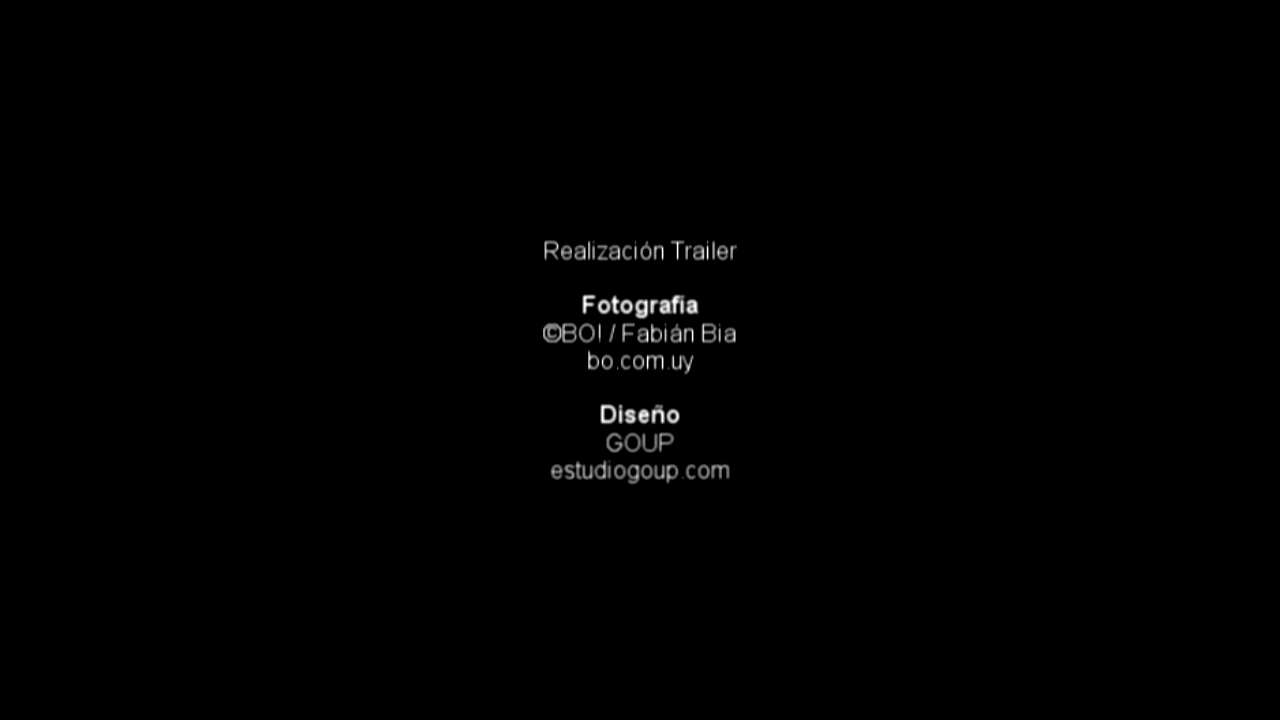 Realización Trailer
Fotografía
©BO! / Fabián Bia
bo.com.uy
Diseño
GOUP
estudiogoup.com